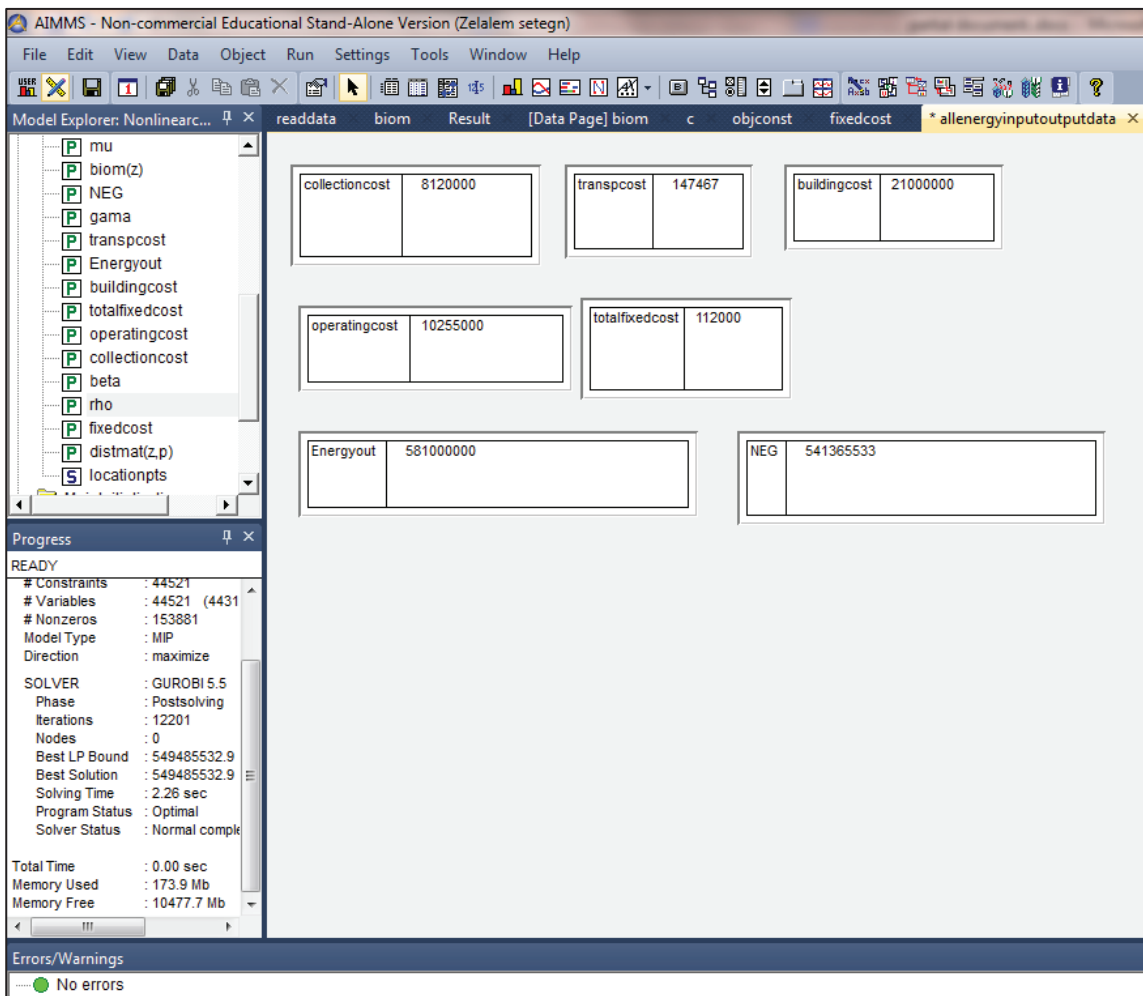 AIMMS - Non-commercial Educational Stand-Alone Version (Zelalem setegn)
File Edit View Data Object Run Settings Tools Window Help
Model Explorer: Nonlinearc...
readdata biom Result [Data Page] biom c objconst fixedcost * allenergyinputoutputdata
P mu
P biom(z)
P NEG
P gama
P transpcost
P Energyout
P buildingcost
P totalfixedcost
P operatingcost
P collectioncost
P beta
P rho
P fixedcost
P distmat(z,p)
S locationpts
collectioncost 8120000
transpcost 147467
buildingcost 21000000
operatingcost 10255000
totalfixedcost 112000
Energyout 581000000
NEG 541365533
Progress
READY
# Constraints : 44521
# Variables : 44521 (4431
# Nonzeros : 153881
Model Type : MIP
Direction : maximize
SOLVER : GUROBI 5.5
Phase : Postsolving
Iterations : 12201
Nodes : 0
Best LP Bound : 549485532.9
Best Solution : 549485532.9
Solving Time : 2.26 sec
Program Status : Optimal
Solver Status : Normal comple
Total Time : 0.00 sec
Memory Used : 173.9 Mb
Memory Free : 10477.7 Mb
Errors/Warnings
No errors